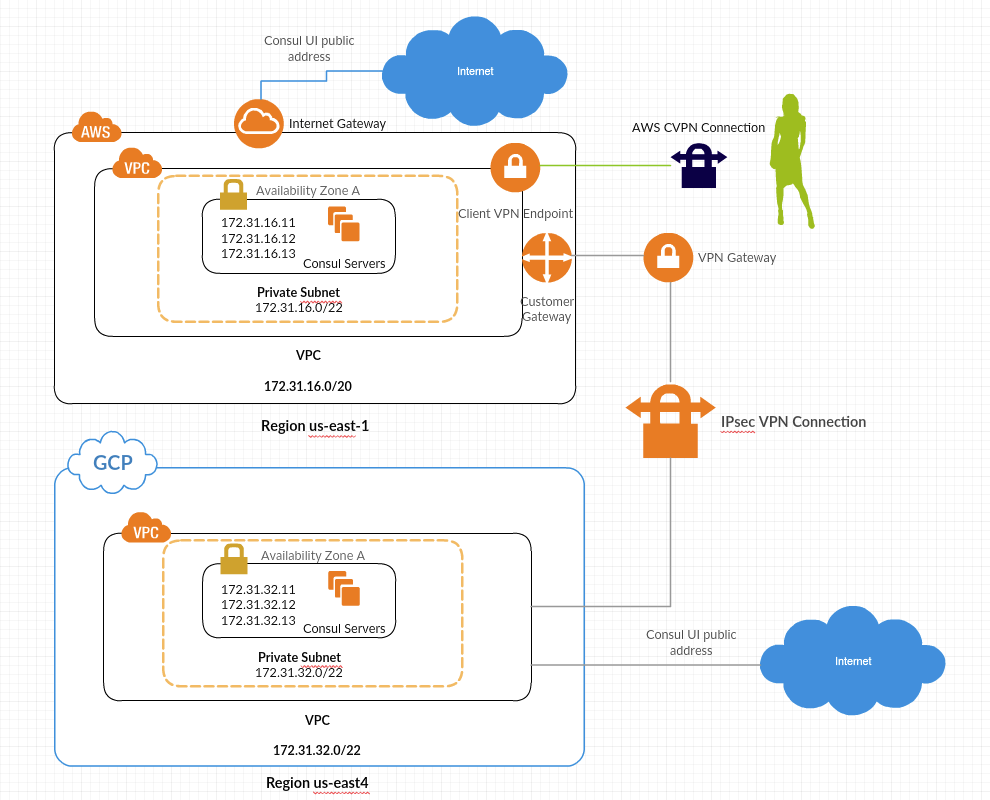 Consul UI public
address
Internet
Internet Gateway
AWS
AWS CVPN Connection
VPC
Availability Zone A
172.31.16.11
172.31.16.12
172.31.16.13
Consul Servers
Client VPN Endpoint
VPN Gateway
Private Subnet
172.31.16.0/22
Customer
Gateway
VPC
172.31.16.0/20
Region us-east-1
IPsec VPN Connection
GCP
VPC
Availability Zone A
172.31.32.11
172.31.32.12
172.31.32.13
Consul Servers
Private Subnet
172.31.32.0/22
Consul UI public
address
Internet
VPC
172.31.32.0/22
Region us-east4